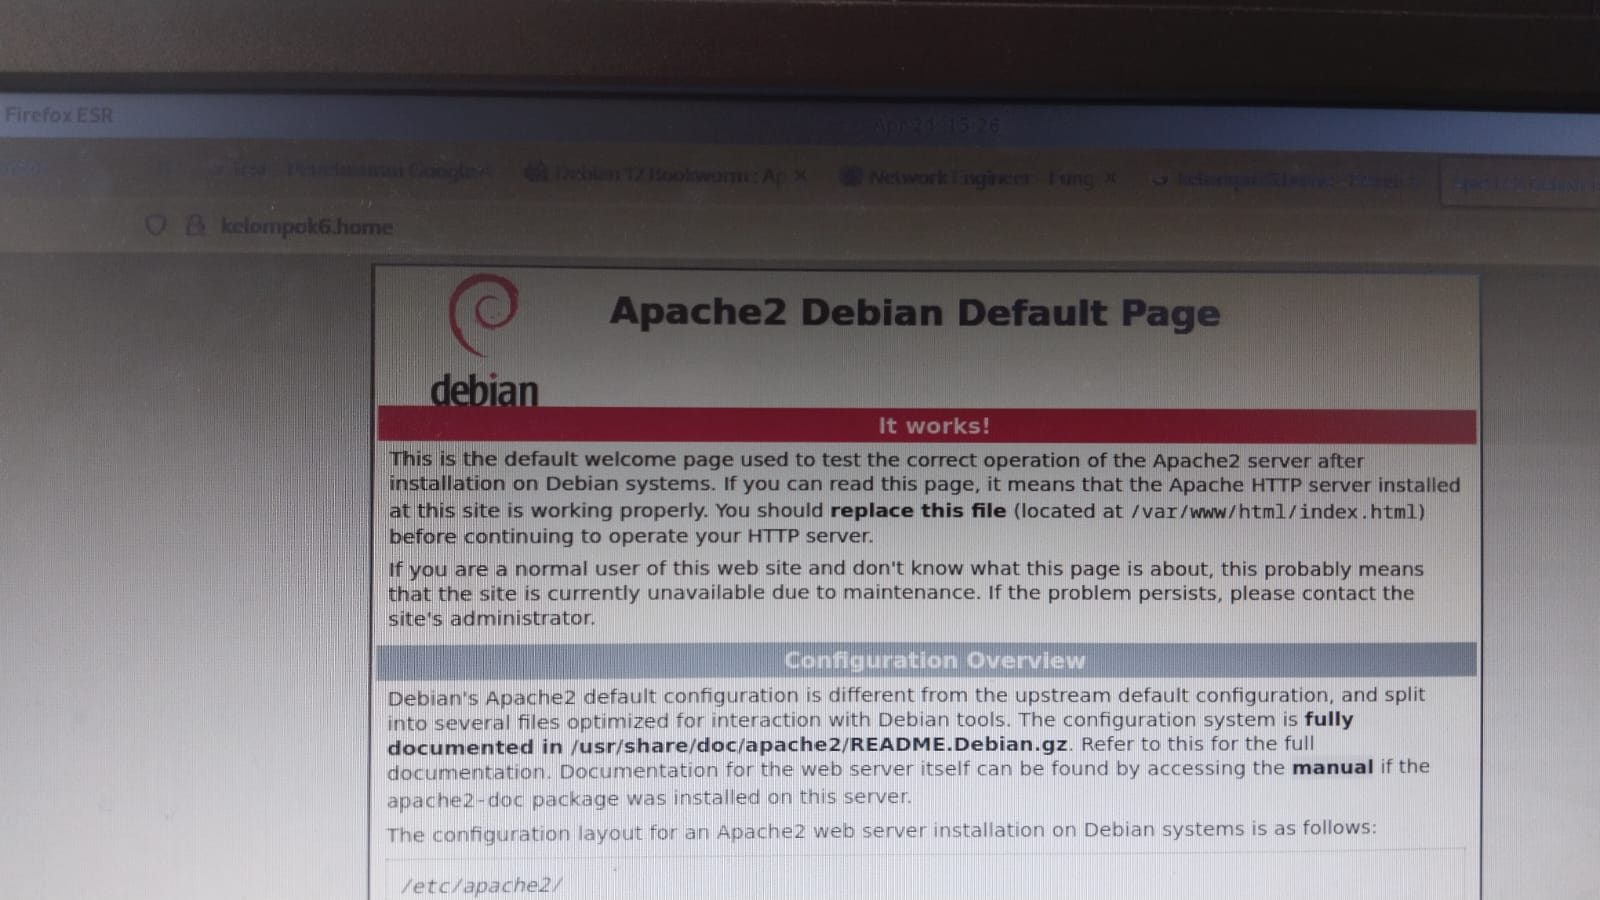 Firefox ESR
Apr 21 15:26
Debian 12 Bookworm : Ap ×
Network Engineer
kelompok6.home
debian
Apache2 Debian Default Page
It works!
This is the default welcome page used to test the correct operation of the Apache2 server after
installation on Debian systems. If you can read this page, it means that the Apache HTTP server installed
at this site is working properly. You should replace this file (located at /var/www/html/index.html)
before continuing to operate your HTTP server.
If you are a normal user of this web site and don't know what this page is about, this probably means
that the site is currently unavailable due to maintenance. If the problem persists, please contact the
site's administrator.
Configuration Overview
Debian's Apache2 default configuration is different from the upstream default configuration, and split
into several files optimized for interaction with Debian tools. The configuration system is fully
documented in /usr/share/doc/apache2/README.Debian.gz. Refer to this for the full
documentation. Documentation for the web server itself can be found by accessing the manual if the
apache2-doc package was installed on this server.
The configuration layout for an Apache2 web server installation on Debian systems is as follows:
/etc/apache2/